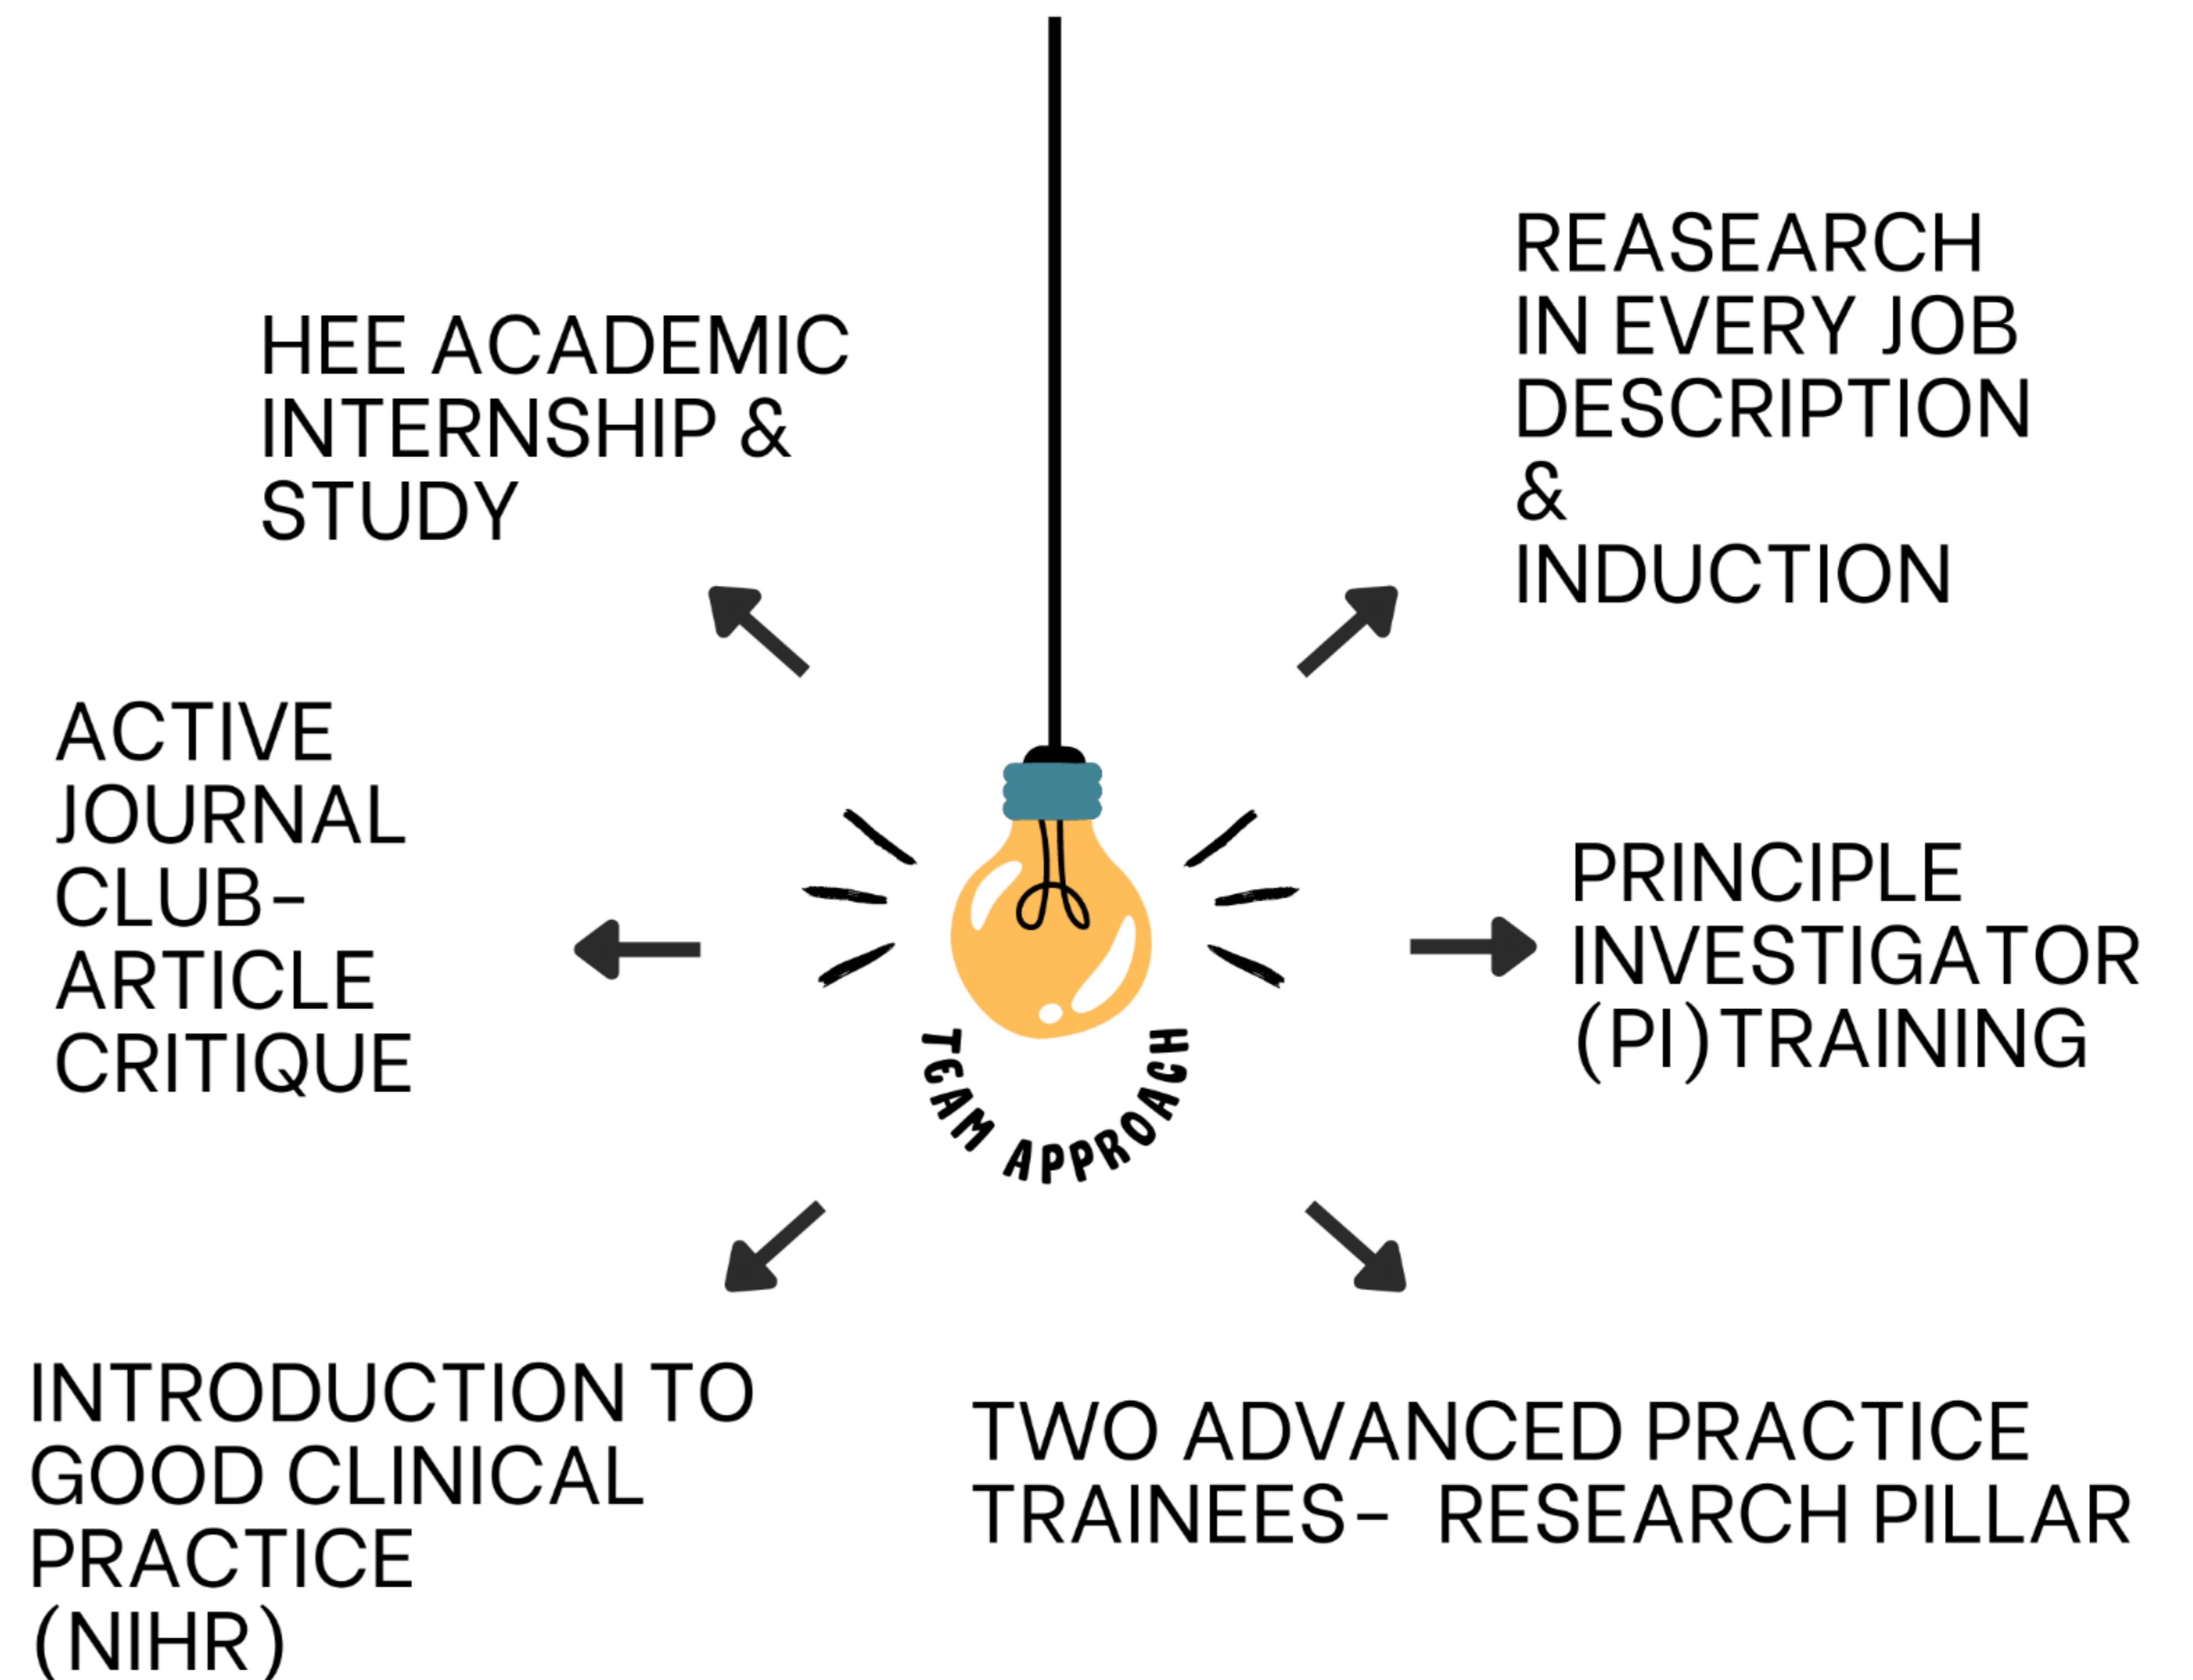 HEE ACADEMIC
INTERNSHIP &
STUDY
REASEARCH
IN EVERY JOB
DESCRIPTION
&
INDUCTION
ACTIVE
JOURNAL
CLUB-
ARTICLE
CRITIQUE
PRINCIPLE
INVESTIGATOR
(PI)TRAINING
TEAM APPROACH
INTRODUCTION TO
GOOD CLINICAL
PRACTICE
(NIHR)
TWO ADVANCED PRACTICE
TRAINEES- RESEARCH PILLAR